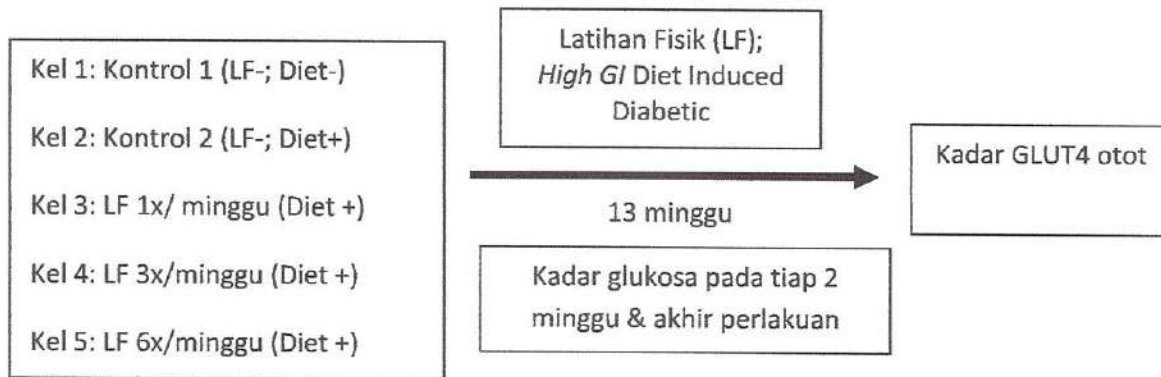 Kel 1: Kontrol 1 (LF-; Diet-)
Kel 2: Kontrol 2 (LF-; Diet+)
Kel 3: LF 1x/ minggu (Diet +)
Kel 4: LF 3x/minggu (Diet +)
Kel 5: LF 6x/minggu (Diet +)
Latihan Fisik (LF);
High GI Diet Induced
Diabetic
13 minggu
Kadar glukosa pada tiap 2
minggu & akhir perlakuan
Kadar GLUT4 otot